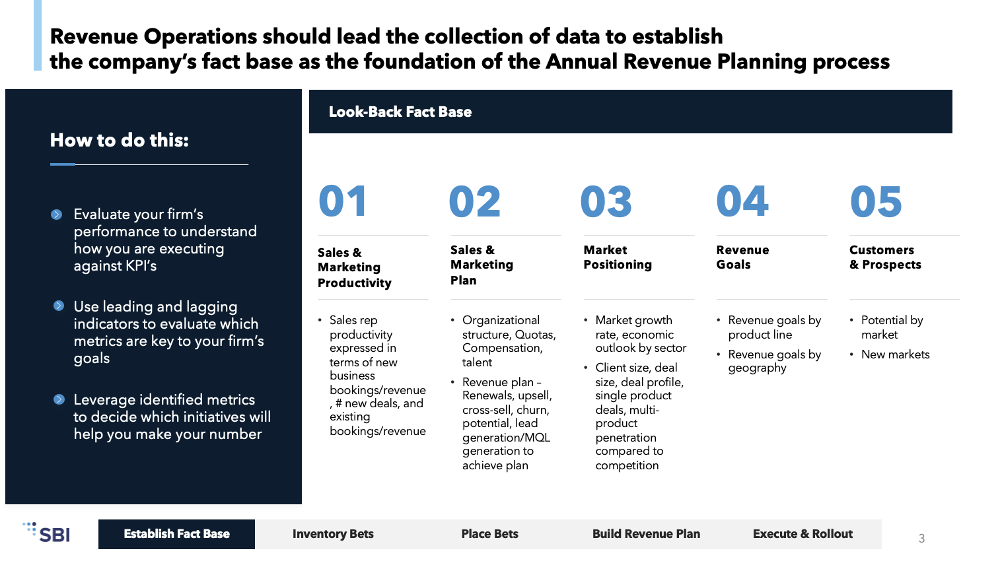 Revenue Operations should lead the collection of data to establish
the company’s fact base as the foundation of the Annual Revenue Planning process
How to do this:
Evaluate your firm’s
performance to understand
how you are executing
against KPI’s
Use leading and lagging
indicators to evaluate which
metrics are key to your firm’s
goals
Leverage identified metrics
to decide which initiatives will
help you make your number
Look-Back Fact Base
01
Sales &
Marketing
Productivity
• Sales rep
productivity
expressed in
terms of new
business
bookings/revenue
, # new deals, and
existing
bookings/revenue
02
Sales &
Marketing
Plan
• Organizational
structure, Quotas,
Compensation,
talent
• Revenue plan –
Renewals, upsell,
cross-sell, churn,
potential, lead
generation/MQL
generation to
achieve plan
03
Market
Positioning
• Market growth
rate, economic
outlook by sector
• Client size, deal
size, deal profile,
single product
deals, multi-
product
penetration
compared to
competition
04
Revenue
Goals
• Revenue goals by
product line
• Revenue goals by
geography
05
Customers
& Prospects
• Potential by
market
• New markets
SBI
Establish Fact Base
Inventory Bets
Place Bets
Build Revenue Plan
Execute & Rollout
3